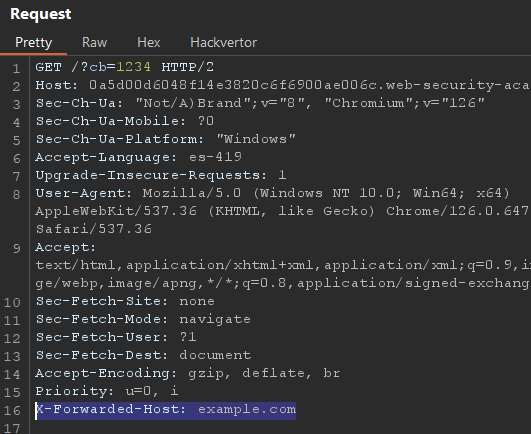 Request
Pretty Raw Hex Hackvertor
1 GET /?cb=1234 HTTP/2
2 Host: 0a5d00d6048f14e3820c6f6900ae006c.web-security-aca
3 Sec-Ch-Ua: "Not/A)Brand";v="8", "Chromium";v="126"
4 Sec-Ch-Ua-Mobile: ?0
5 Sec-Ch-Ua-Platform: "Windows"
6 Accept-Language: es-419
7 Upgrade-Insecure-Requests: 1
8 User-Agent: Mozilla/5.0 (Windows NT 10.0; Win64; x64)
AppleWebKit/537.36 (KHTML, like Gecko) Chrome/126.0.647
Safari/537.36
9 Accept:
text/html,application/xhtml+xml,application/xml;q=0.9,i
ge/webp,image/apng,*/*;q=0.8,application/signed-exchang
10 Sec-Fetch-Site: none
11 Sec-Fetch-Mode: navigate
12 Sec-Fetch-User: ?1
13 Sec-Fetch-Dest: document
14 Accept-Encoding: gzip, deflate, br
15 Priority: u=0, i
16 X-Forwarded-Host: example.com
17